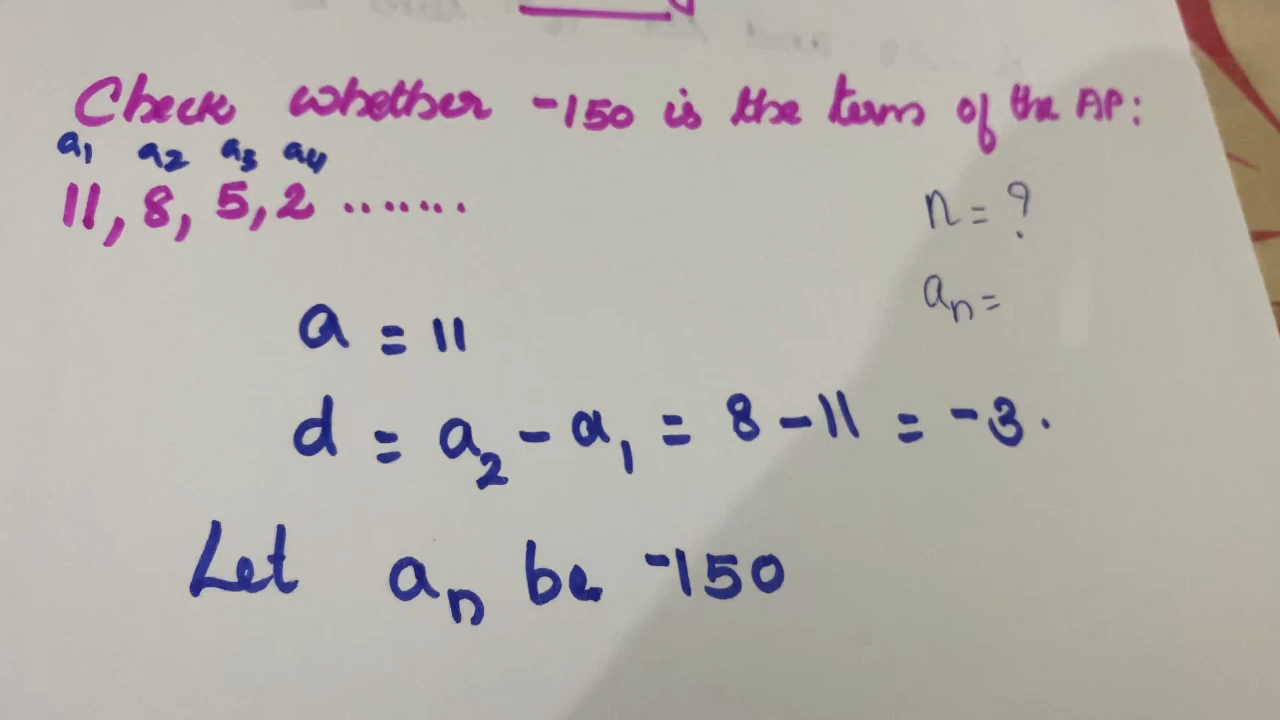 Check whether -150 is the term of the AP:
a1 a2 a3 a4
11, 8, 5, 2 .......
n = ?
an =
a = 11
d = a2 - a1 = 8 - 11 = -3.
Let an be -150